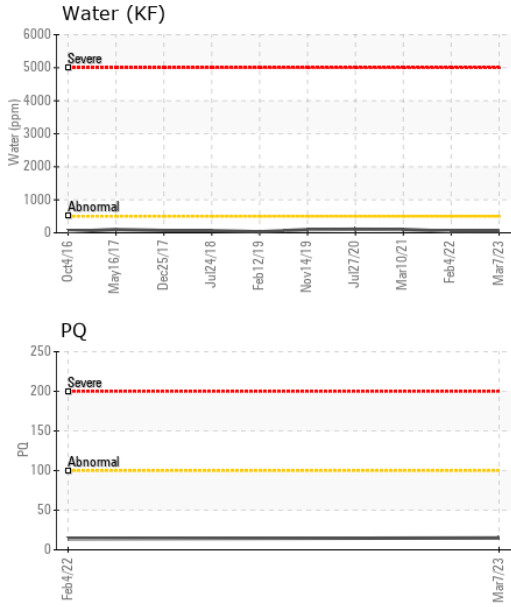 Water (KF)
6000
Severe
5000
4000
3000
2000
1000
Abnormal
0
Water (ppm)
Oct4/16
May16/17
Dec25/17
Jul24/18
Feb12/19
Nov14/19
Jul27/20
Mar10/21
Feb4/22
Mar7/23
PQ
250
Severe
200
150
Abnormal
100
50
0
PQ
Feb4/22
Mar7/23